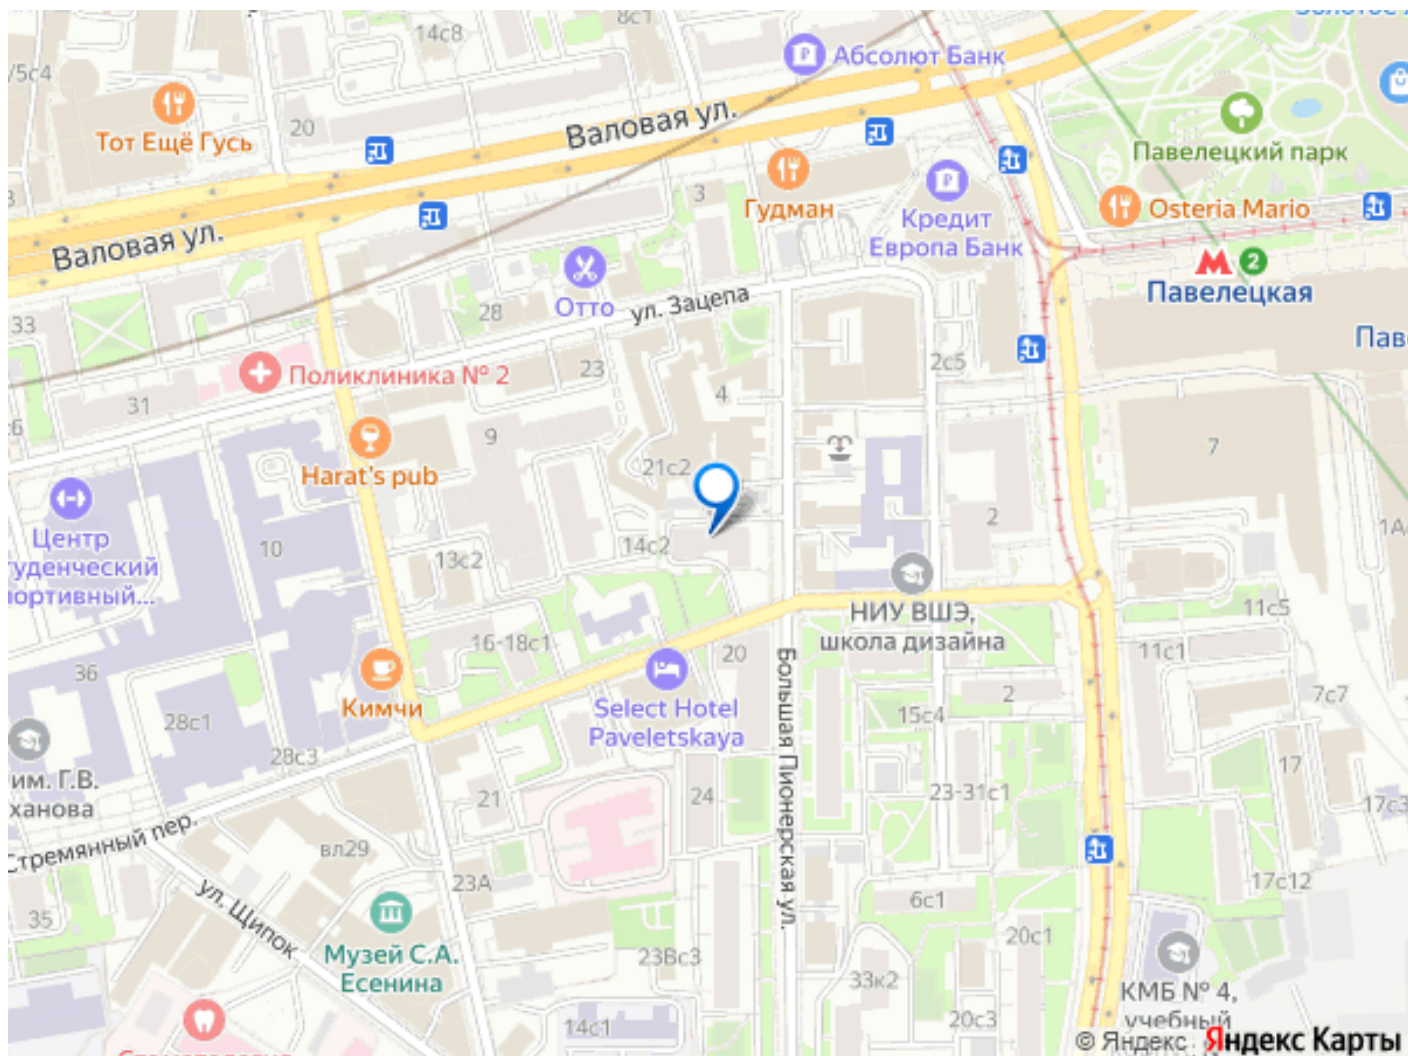 14с8
8с1
/5с4
Абсолют Банк
Тот Ещё Гусь
20
Валовая ул.
Павелецкий парк
3
Гудман
Кредит
Европа Банк
Osteria Mario
Валовая ул.
2
Павелецкая
Отто
ул. Зацепа
28
33
Поликлиника № 2
23
2с5
Пав
31
4
9
7
Harat's pub
21с2
2
1А
Центр
туденческий
портивный...
10
13с2
14с2
НИУ ВШЭ,
школа дизайна
11с5
11с1
16-18с1
20
36
Кимчи
Select Hotel
Paveletskaya
Большая Пионерская ул.
2
15с4
7с7
28с1
28с3
им. Г.В.
ханова
21
24
23-31с1
17
17с3
Стремянный пер.
вл29
23А
6с1
17с12
35
ул. Щипок
Музей С.А.
Есенина
23Вс3
33к2
20с1
КМБ № 4,
учебный
14с1
20с3
© Яндекс Яндекс Карты